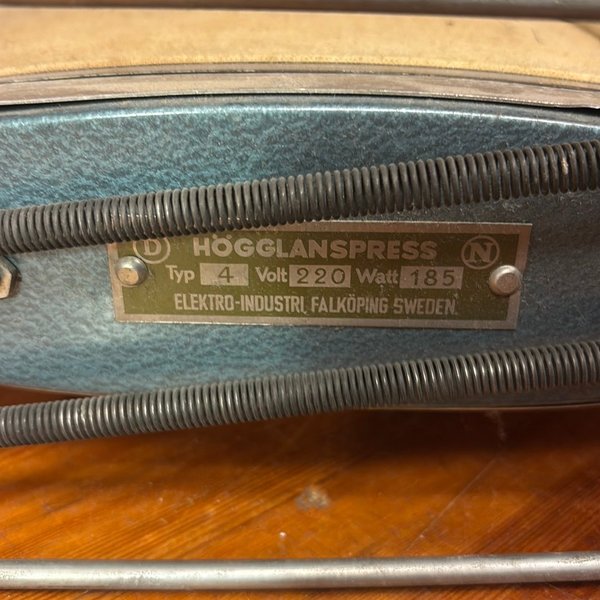 D HÖGGLANSPRESS N
Typ 4 Volt 220 Watt 185
ELEKTRO-INDUSTRI, FALKÖPING SWEDEN